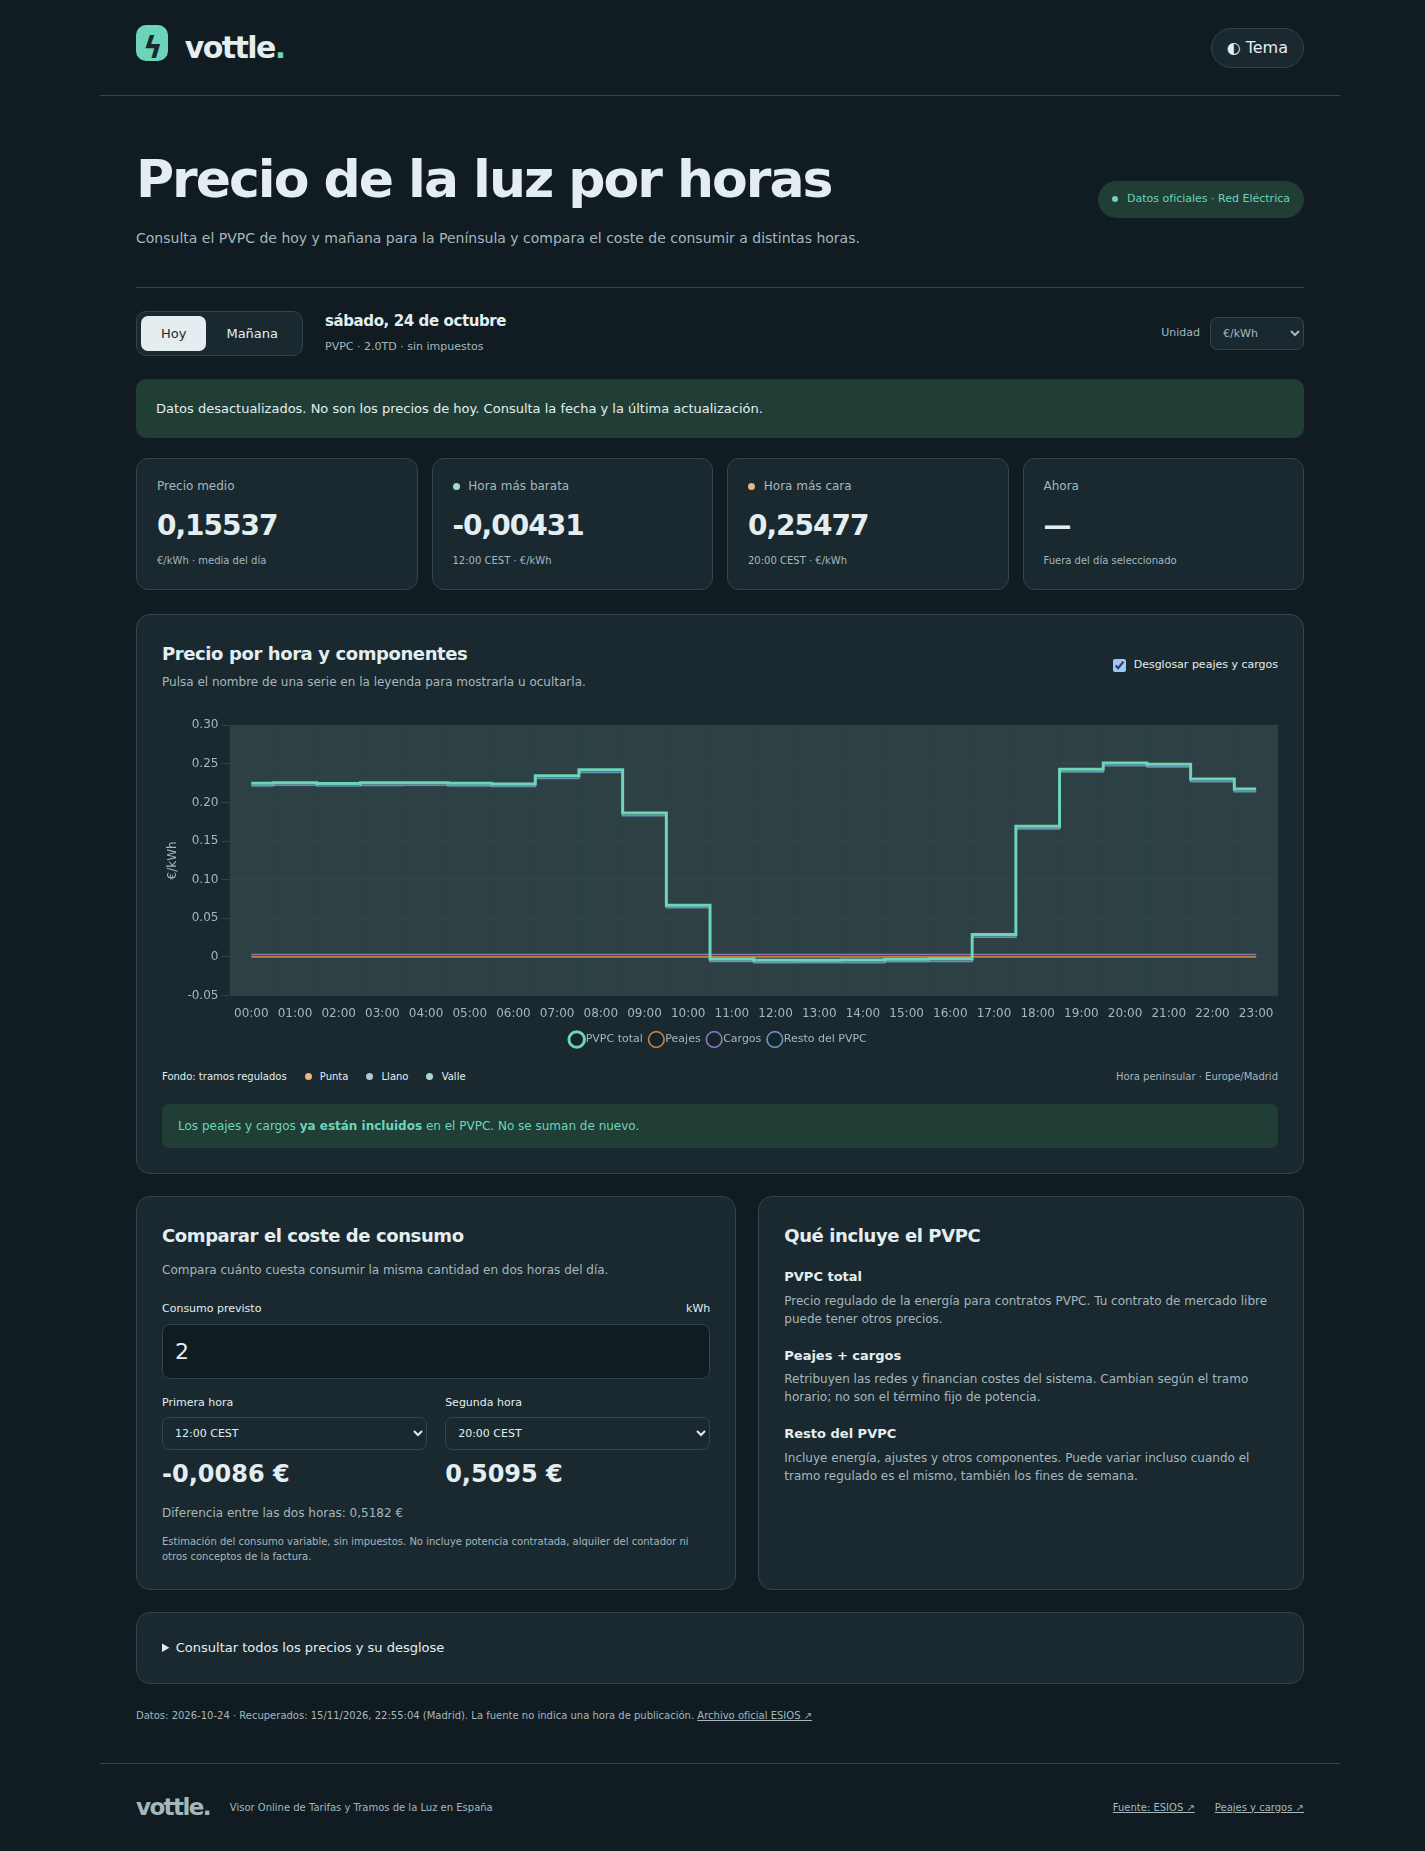 vottle.
◐ Tema
Precio de la luz por horas
Datos oficiales · Red Eléctrica
Consulta el PVPC de hoy y mañana para la Península y compara el coste de consumir a distintas horas.
Hoy
Mañana
sábado, 24 de octubre
PVPC · 2.0TD · sin impuestos
Unidad
€/kWh
Datos desactualizados. No son los precios de hoy. Consulta la fecha y la última actualización.
Precio medio
0,15537
€/kWh · media del día
Hora más barata
-0,00431
12:00 CEST · €/kWh
Hora más cara
0,25477
20:00 CEST · €/kWh
Ahora
—
Fuera del día seleccionado
Precio por hora y componentes
Pulsa el nombre de una serie en la leyenda para mostrarla u ocultarla.
Desglosar peajes y cargos
0.30
0.25
0.20
0.15
0.10
0.05
0
-0.05
€/kWh
00:00 01:00 02:00 03:00 04:00 05:00 06:00 07:00 08:00 09:00 10:00 11:00 12:00 13:00 14:00 15:00 16:00 17:00 18:00 19:00 20:00 21:00 22:00 23:00
PVPC total Peajes Cargos Resto del PVPC
Fondo: tramos regulados Punta Llano Valle
Hora peninsular · Europe/Madrid
Los peajes y cargos ya están incluidos en el PVPC. No se suman de nuevo.
Comparar el coste de consumo
Compara cuánto cuesta consumir la misma cantidad en dos horas del día.
Consumo previsto
kWh
2
Primera hora
12:00 CEST
-0,0086 €
Segunda hora
20:00 CEST
0,5095 €
Diferencia entre las dos horas: 0,5182 €
Estimación del consumo variable, sin impuestos. No incluye potencia contratada, alquiler del contador ni
otros conceptos de la factura.
Qué incluye el PVPC
PVPC total
Precio regulado de la energía para contratos PVPC. Tu contrato de mercado libre
puede tener otros precios.
Peajes + cargos
Retribuyen las redes y financian costes del sistema. Cambian según el tramo
horario; no son el término fijo de potencia.
Resto del PVPC
Incluye energía, ajustes y otros componentes. Puede variar incluso cuando el
tramo regulado es el mismo, también los fines de semana.
▶ Consultar todos los precios y su desglose
Datos: 2026-10-24 · Recuperados: 15/11/2026, 22:55:04 (Madrid). La fuente no indica una hora de publicación. Archivo oficial ESIOS ↗
vottle.
Visor Online de Tarifas y Tramos de la Luz en España
Fuente: ESIOS ↗
Peajes y cargos ↗